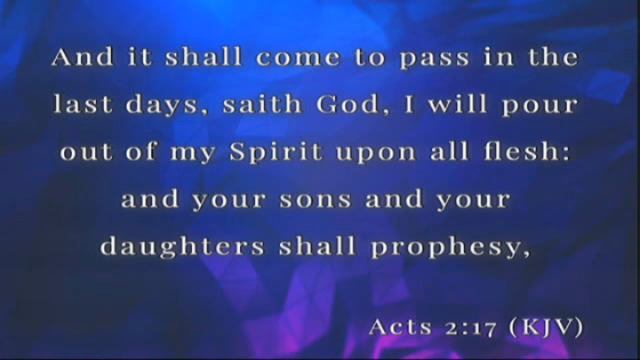 And it shall come to pass in the
last days, saith God, I will pour
out of my Spirit upon all flesh:
and your sons and your
daughters shall prophesy,
Acts 2:17 (KJV)